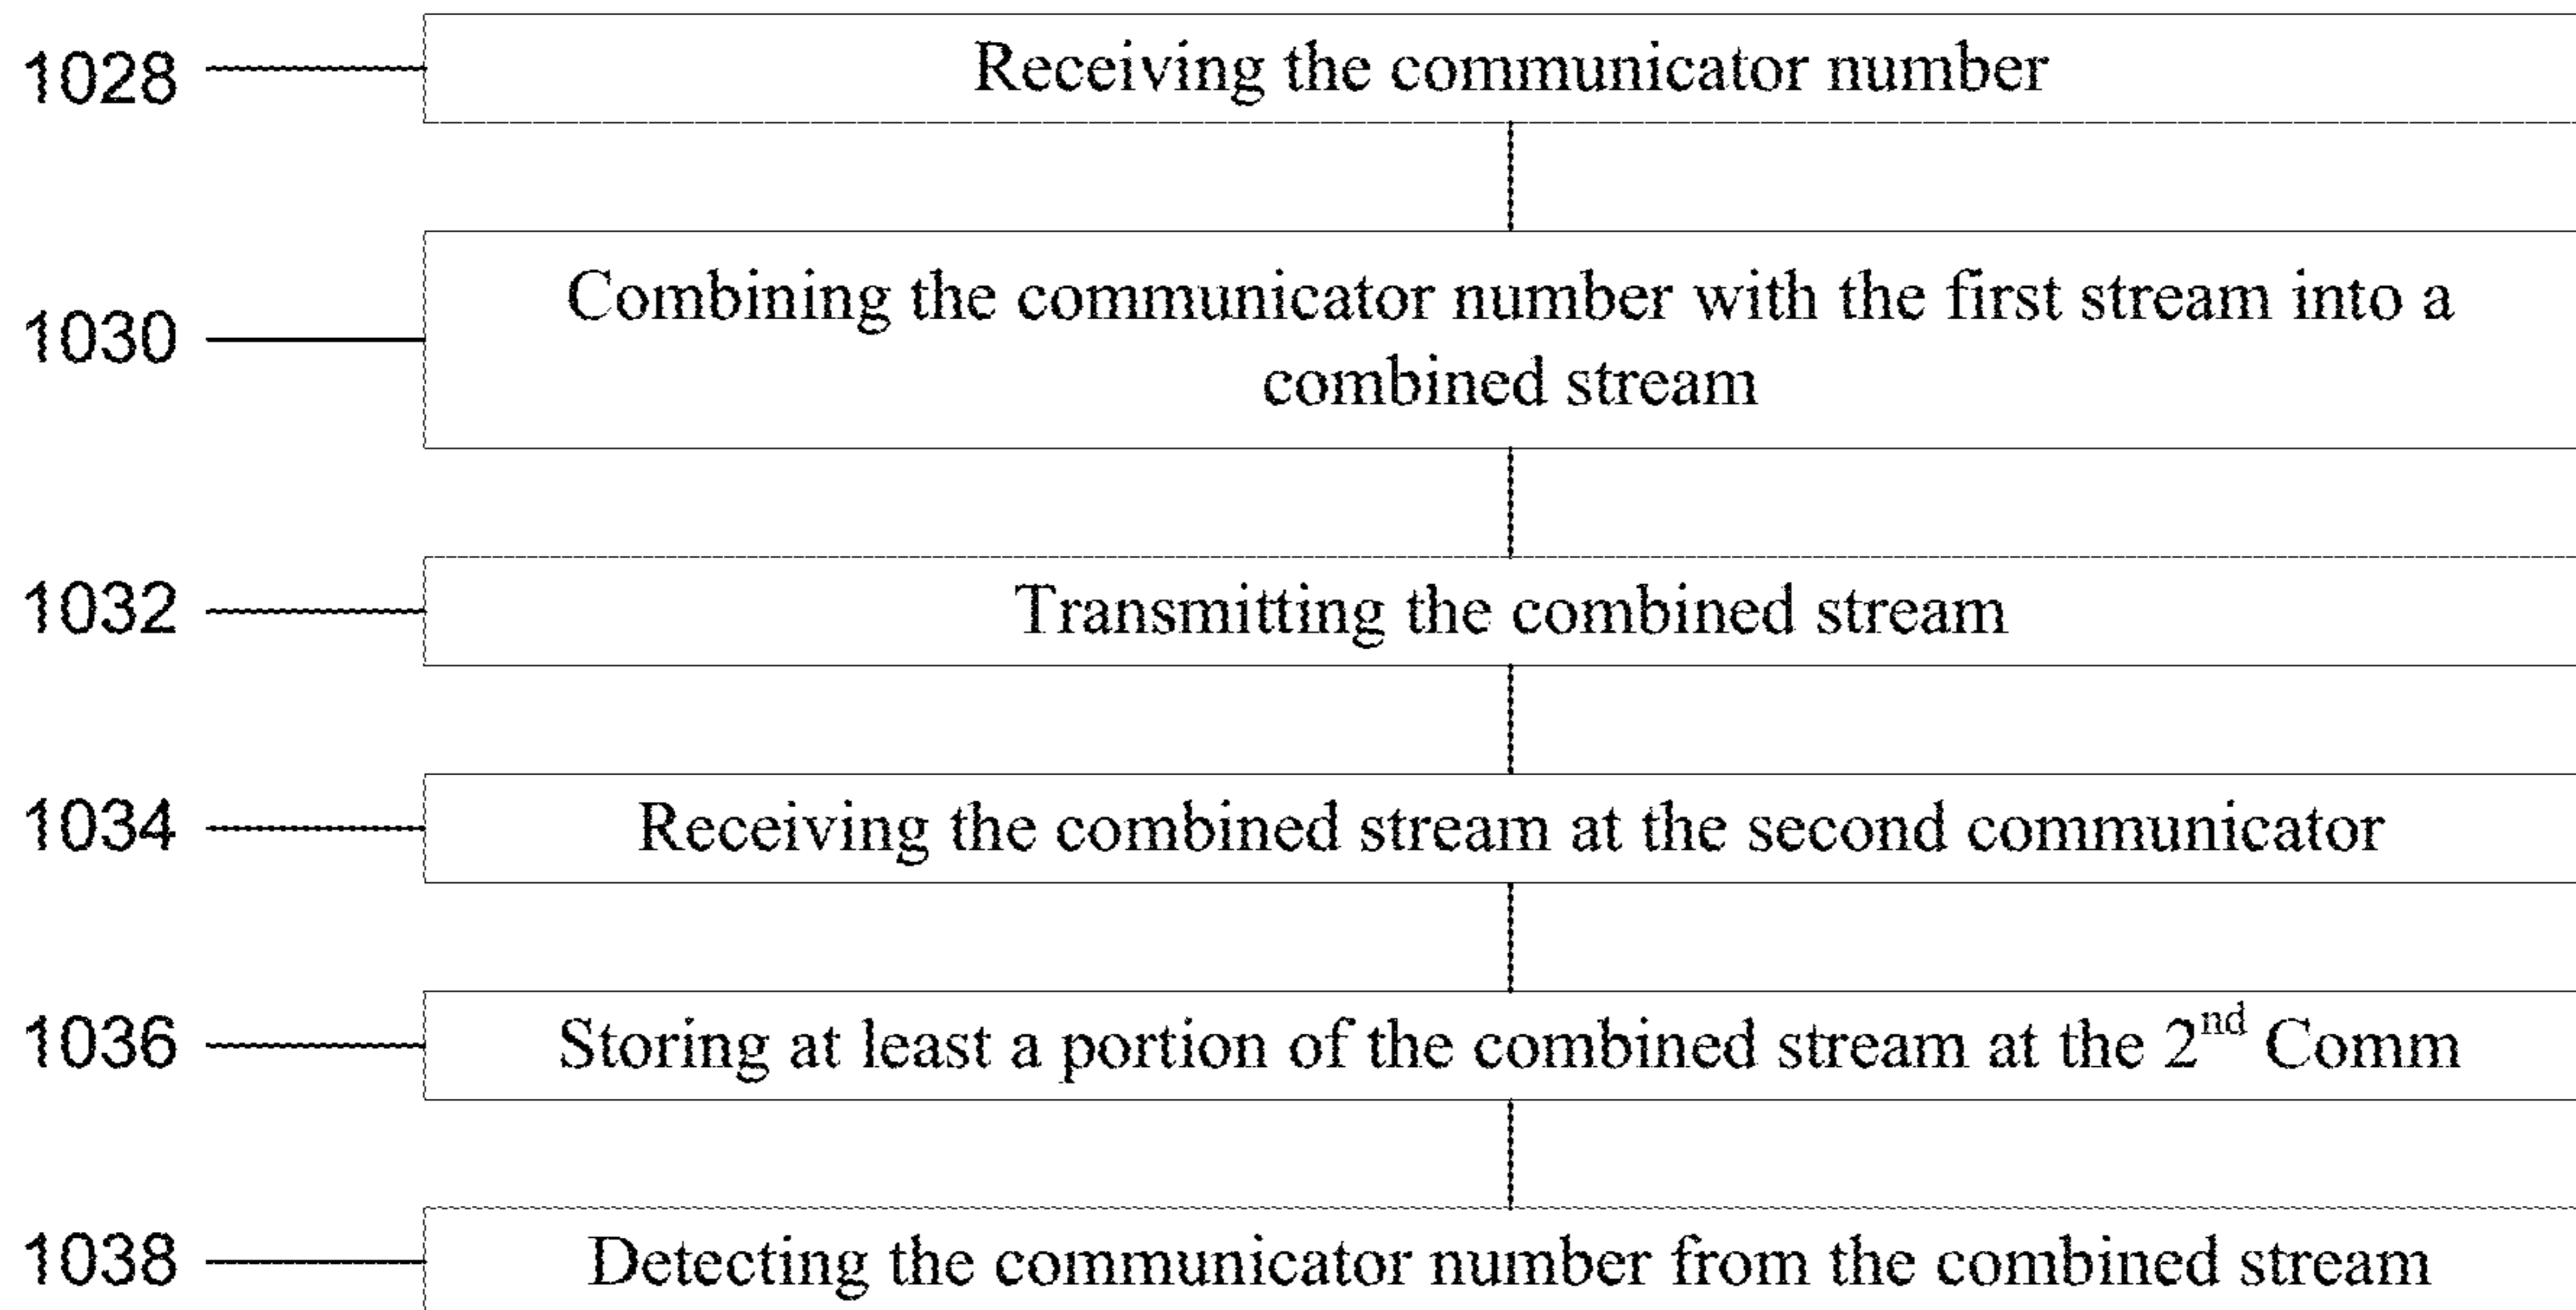 1028 Receiving the communicator number
1030 Combining the communicator number with the first stream into a
combined stream
1032 Transmitting the combined stream
1034 Receiving the combined stream at the second communicator
1036 Storing at least a portion of the combined stream at the 2nd Comm
1038 Detecting the communicator number from the combined stream